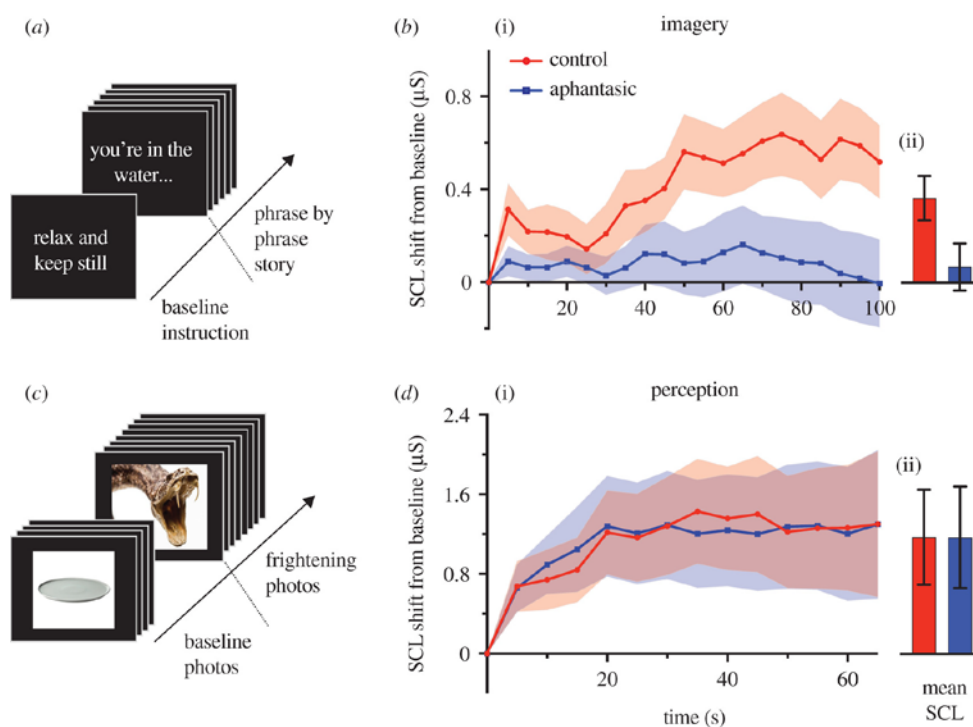 (a)
relax and
keep still
you're in the
water...
baseline
instruction
phrase by
phrase
story
(b)
(i)
imagery
control
aphantasic
SCL shift from baseline (µS)
0.8
0.4
0
20
40
60
80
100
(ii)
(c)
baseline
photos
frightening
photos
(d)
(i)
perception
SCL shift from baseline (µS)
2.4
1.6
0.8
0
20
40
60
time (s)
(ii)
mean
SCL